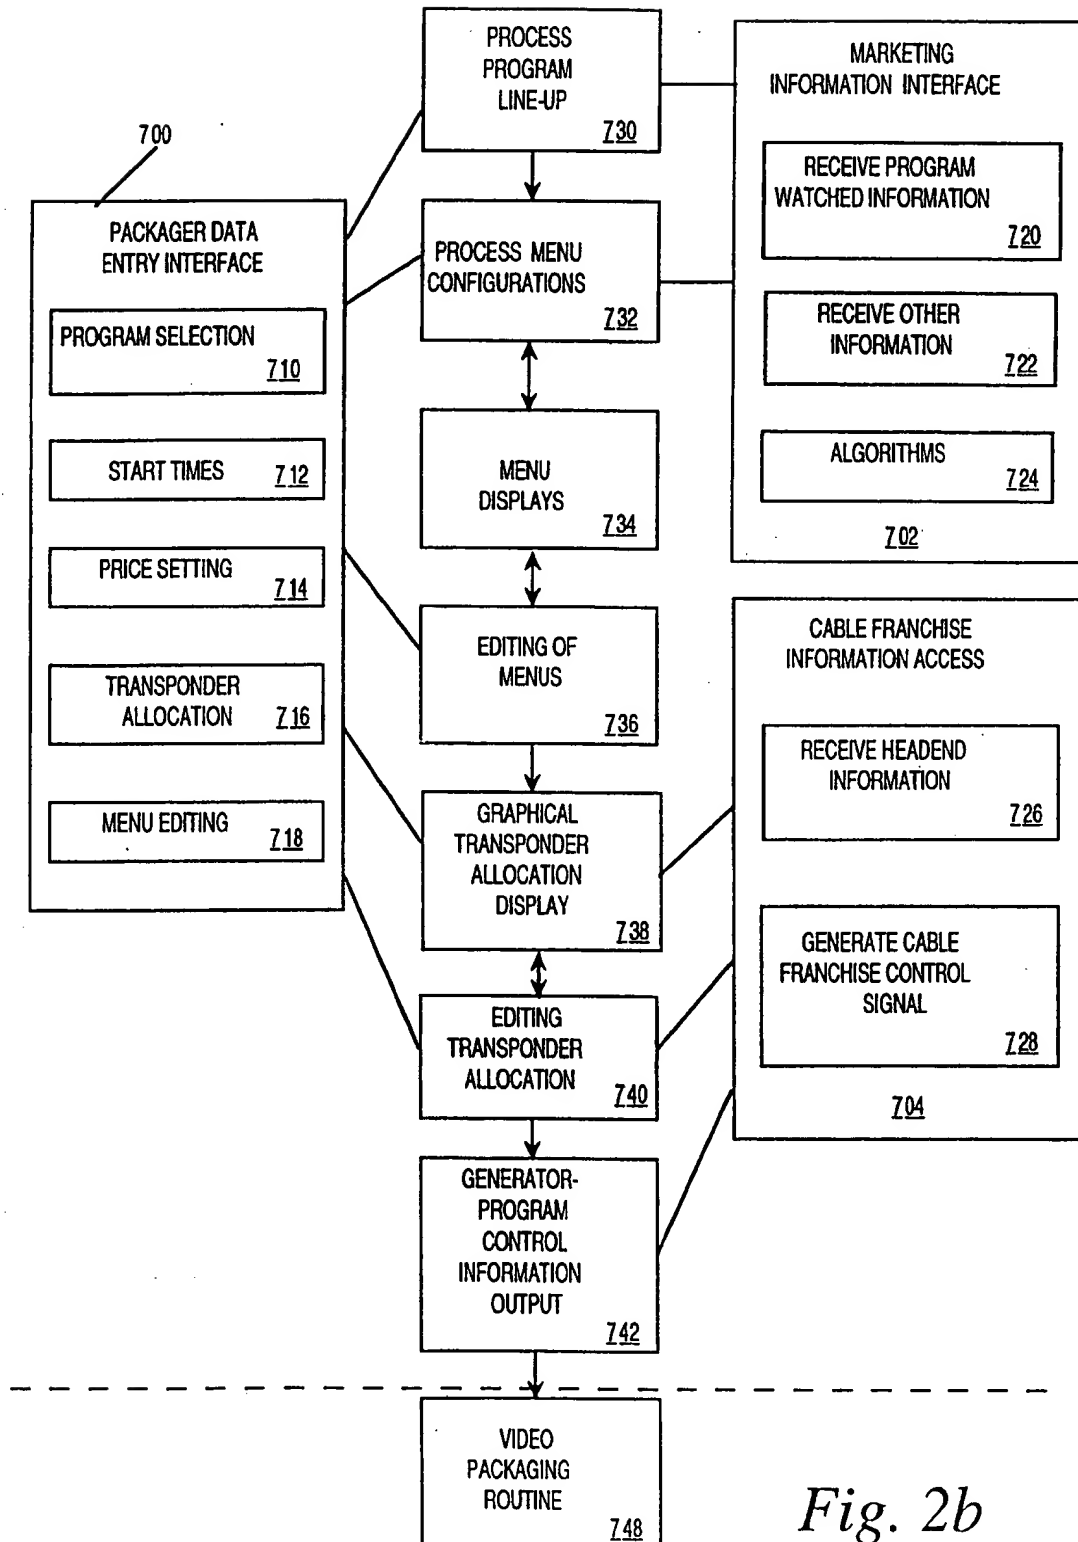 700
PACKAGER DATA
ENTRY INTERFACE
PROGRAM SELECTION
710
START TIMES 712
PRICE SETTING
714
TRANSPONDER
ALLOCATION 716
MENU EDITING 718
PROCESS
PROGRAM
LINE-UP
730
PROCESS MENU
CONFIGURATIONS
732
MENU
DISPLAYS
734
EDITING OF
MENUS
736
GRAPHICAL
TRANSPONDER
ALLOCATION
DISPLAY
738
EDITING
TRANSPONDER
ALLOCATION
740
GENERATOR-
PROGRAM
CONTROL
INFORMATION
OUTPUT
742
VIDEO
PACKAGING
ROUTINE
748
MARKETING
INFORMATION INTERFACE
RECEIVE PROGRAM
WATCHED INFORMATION
720
RECEIVE OTHER
INFORMATION
722
ALGORITHMS
724
702
CABLE FRANCHISE
INFORMATION ACCESS
RECEIVE HEADEND
INFORMATION
726
GENERATE CABLE
FRANCHISE CONTROL
SIGNAL
728
704
Fig. 2b